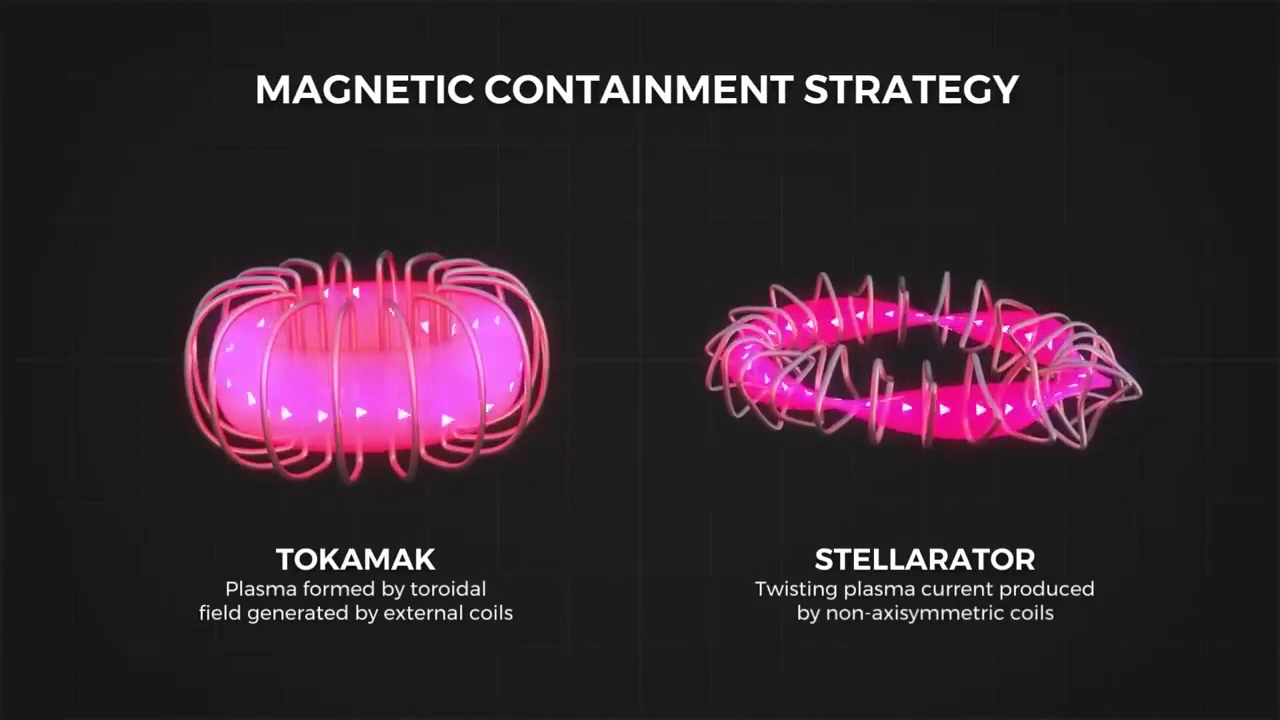 MAGNETIC CONTAINMENT STRATEGY
TOKAMAK
Plasma formed by toroidal
field generated by external coils
STELLARATOR
Twisting plasma current produced
by non-axisymmetric coils